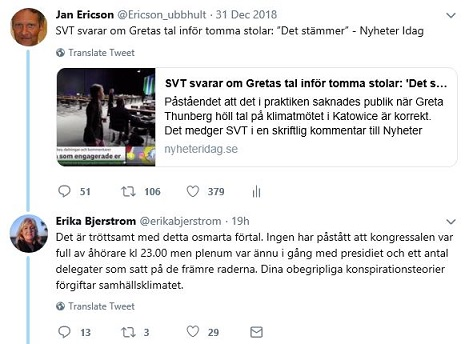 Jan Ericson @Ericson_ubbhult · 31 Dec 2018
SVT svarar om Gretas tal inför tomma stolar: ”Det stämmer” - Nyheter Idag
Translate Tweet
SVT svarar om Gretas tal inför tomma stolar: 'Det s...
Påståendet att det i praktiken saknades publik när Greta
Thunberg höll tal på klimatmötet i Katowice är korrekt.
Det medger SVT i en skriftlig kommentar till Nyheter
nyheteridag.se
a som engagerade er
51 106 379
Erika Bjerstrom @erikabjerstrom · 19h
Det är tröttsamt med detta osmarta förtal. Ingen har påstått att kongressalen var
full av åhörare kl 23.00 men plenum var ännu i gång med presidiet och ett antal
delegater som satt på de främre raderna. Dina obegripliga konspirationsteorier
förgiftar samhällsklimatet.
Translate Tweet
13 3 29